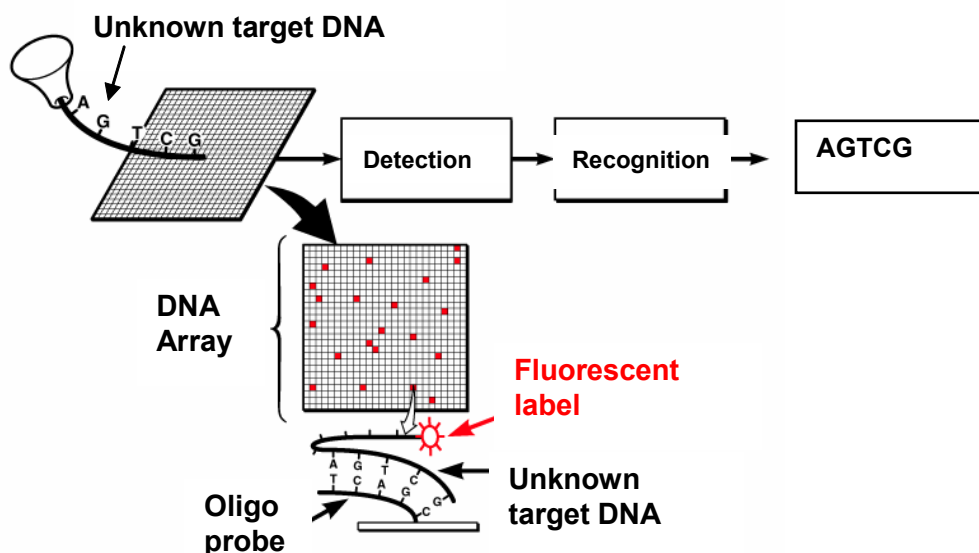 Unknown target DNA
A
G
T
C
G
Detection
Recognition
AGTCG
DNA
Array
Fluorescent
label
A G T C G
T C A G C
Oligo
probe
Unknown
target DNA